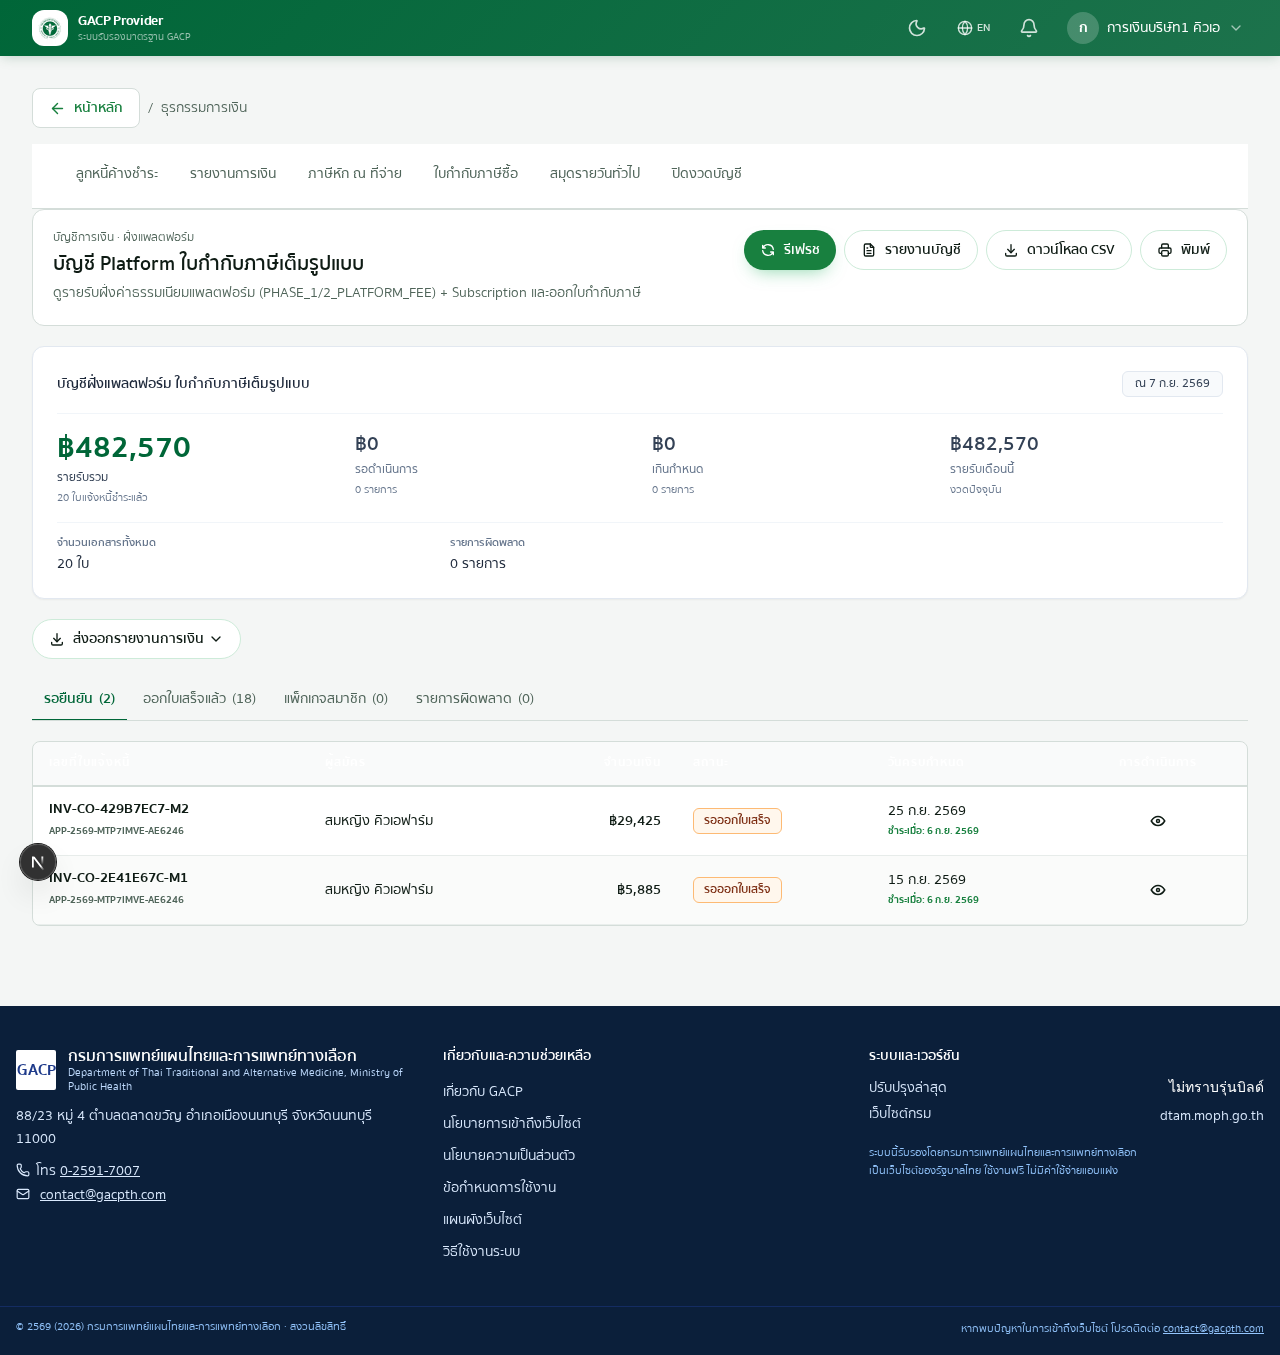 GACP Provider
ระบบรับรองมาตรฐาน GACP
EN
ก
การเงินบริษัท1 คิวเอ
หน้าหลัก
/ ธุรกรรมการเงิน
ลูกหนี้ค้างชำระ
รายงานการเงิน
ภาษีหัก ณ ที่จ่าย
ใบกำกับภาษีซื้อ
สมุดรายวันทั่วไป
ปิดงวดบัญชี
บัญชีการเงิน · ฝั่งแพลตฟอร์ม
บัญชี Platform ใบกำกับภาษีเต็มรูปแบบ
ดูรายรับฝั่งค่าธรรมเนียมแพลตฟอร์ม (PHASE_1/2_PLATFORM_FEE) + Subscription และออกใบกำกับภาษี
รีเฟรช
รายงานบัญชี
ดาวน์โหลด CSV
พิมพ์
บัญชีฝั่งแพลตฟอร์ม ใบกำกับภาษีเต็มรูปแบบ
ณ 7 ก.ย. 2569
฿482,570
รายรับรวม
20 ใบแจ้งหนี้ชำระแล้ว
฿0
รอดำเนินการ
0 รายการ
฿0
เกินกำหนด
0 รายการ
฿482,570
รายรับเดือนนี้
งวดปัจจุบัน
จำนวนเอกสารทั้งหมด
20 ใบ
รายการผิดพลาด
0 รายการ
ส่งออกรายงานการเงิน
รอยืนยัน (2)
ออกใบเสร็จแล้ว (18)
แพ็กเกจสมาชิก (0)
รายการผิดพลาด (0)
INV-CO-429B7EC7-M2
APP-2569-MTP7IMVE-AE6246
สมหญิง คิวเอฟาร์ม
฿29,425
รอออกใบเสร็จ
25 ก.ย. 2569
ชำระเมื่อ: 6 ก.ย. 2569
INV-CO-2E41E67C-M1
APP-2569-MTP7IMVE-AE6246
สมหญิง คิวเอฟาร์ม
฿5,885
รอออกใบเสร็จ
15 ก.ย. 2569
ชำระเมื่อ: 6 ก.ย. 2569
N
GACP
กรมการแพทย์แผนไทยและการแพทย์ทางเลือก
Department of Thai Traditional and Alternative Medicine, Ministry of
Public Health
88/23 หมู่ 4 ตำบลตลาดขวัญ อำเภอเมืองนนทบุรี จังหวัดนนทบุรี
11000
โทร 0-2591-7007
contact@gacpth.com
เกี่ยวกับและความช่วยเหลือ
เกี่ยวกับ GACP
นโยบายการเข้าถึงเว็บไซต์
นโยบายความเป็นส่วนตัว
ข้อกำหนดการใช้งาน
แผนผังเว็บไซต์
วิธีใช้งานระบบ
ระบบและเวอร์ชัน
ปรับปรุงล่าสุด
ไม่ทราบรุ่นบิลด์
เว็บไซต์กรม
dtam.moph.go.th
ระบบนี้รับรองโดยกรมการแพทย์แผนไทยและการแพทย์ทางเลือก
เป็นเว็บไซต์ของรัฐบาลไทย ใช้งานฟรี ไม่มีค่าใช้จ่ายแอบแฝง
© 2569 (2026) กรมการแพทย์แผนไทยและการแพทย์ทางเลือก · สงวนลิขสิทธิ์
หากพบปัญหาในการเข้าถึงเว็บไซต์ โปรดติดต่อ contact@gacpth.com